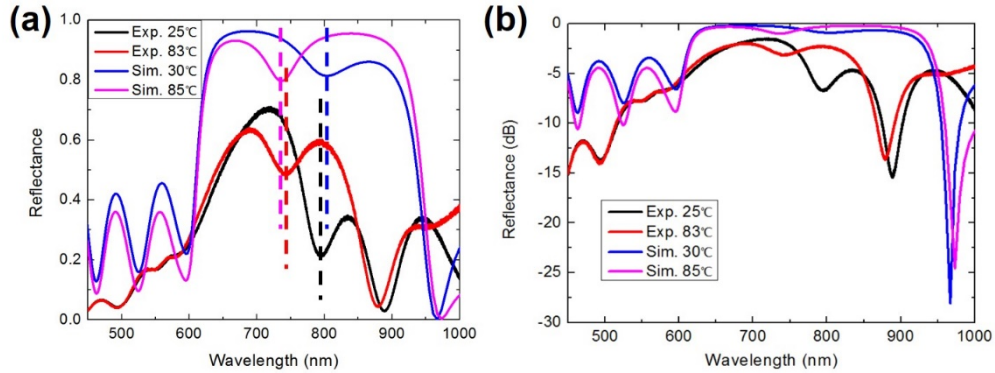 (a)
Exp. 25℃
Exp. 83℃
Sim. 30℃
Sim. 85℃
Reflectance
1.0
0.8
0.6
0.4
0.2
0.0
500 600 700 800 900 1000
Wavelength (nm)
(b)
Reflectance (dB)
0
-5
-10
-15
-20
-25
-30
Exp. 25℃
Exp. 83℃
Sim. 30℃
Sim. 85℃
500 600 700 800 900 1000
Wavelength (nm)